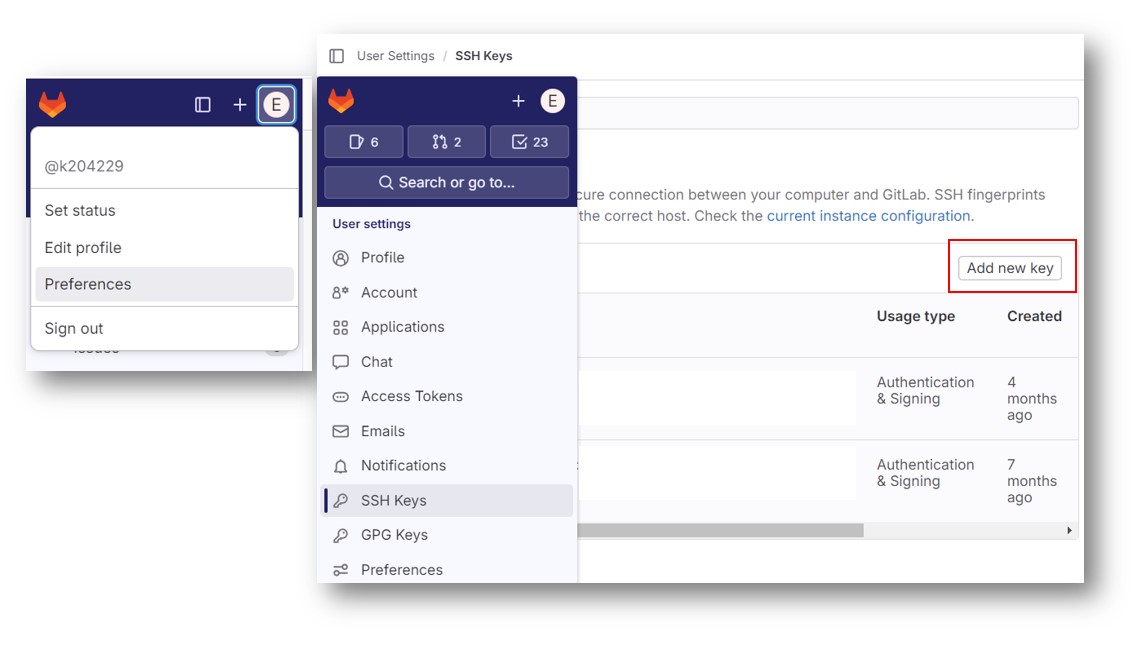 E
@k204229
Set status
Edit profile
Preferences
Sign out
Issues
User Settings / SSH Keys
E
6
2
23
Search or go to...
User settings
Profile
Account
Applications
Chat
Access Tokens
Emails
Notifications
SSH Keys
GPG Keys
Preferences
connection between your computer and GitLab. SSH fingerprints
the correct host. Check the current instance configuration.
Add new key
Usage type Created
Authentication
& Signing
4
months
ago
Authentication
& Signing
7
months
ago